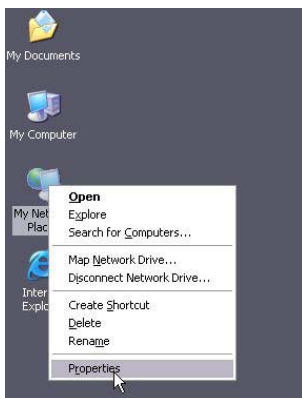 My Documents
My Computer
My Net
Plac
Inter
Explo
Open
Explore
Search for Computers...
Map Network Drive...
Disconnect Network Drive...
Create Shortcut
Delete
Rename
Properties